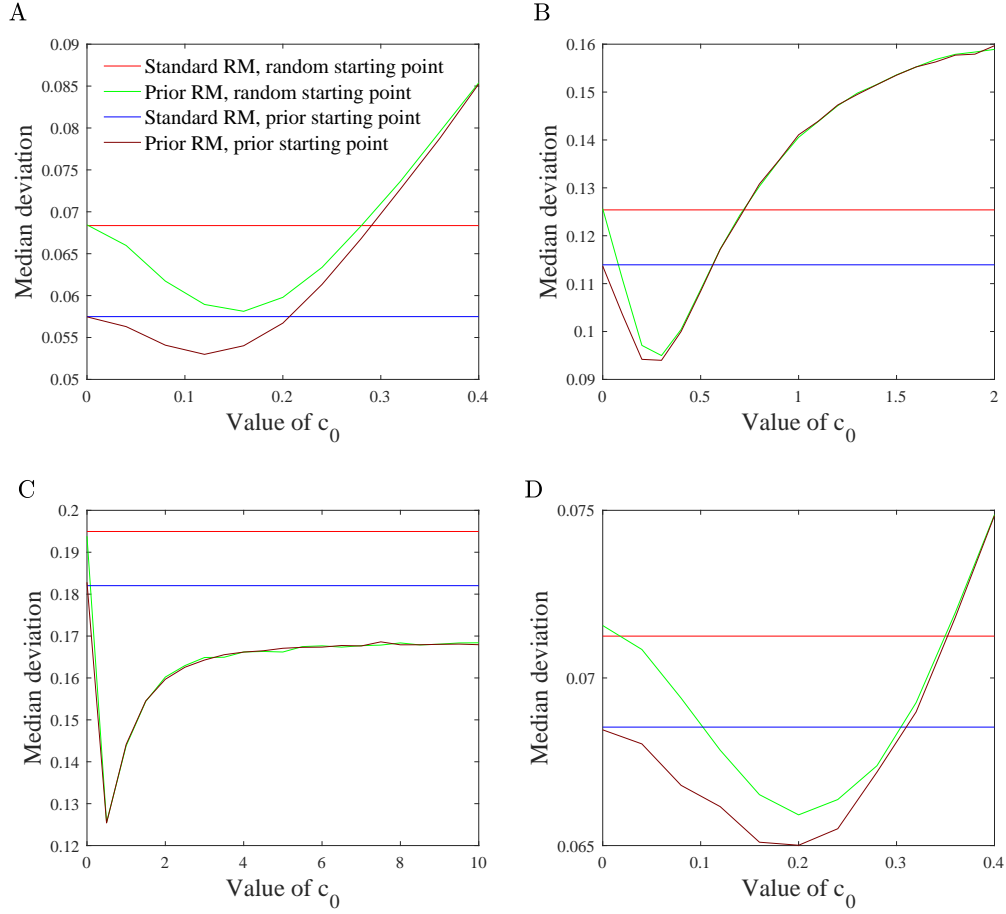 A
Median deviation
0.09
0.085
0.08
0.075
0.07
0.065
0.06
0.055
0.05
Standard RM, random starting point
Prior RM, random starting point
Standard RM, prior starting point
Prior RM, prior starting point
0 0.1 0.2 0.3 0.4
Value of c₀
B
Median deviation
0.16
0.15
0.14
0.13
0.12
0.11
0.1
0.09
0 0.5 1 1.5 2
Value of c₀
C
Median deviation
0.2
0.19
0.18
0.17
0.16
0.15
0.14
0.13
0.12
0 2 4 6 8 10
Value of c₀
D
Median deviation
0.075
0.07
0.065
0 0.1 0.2 0.3 0.4
Value of c₀